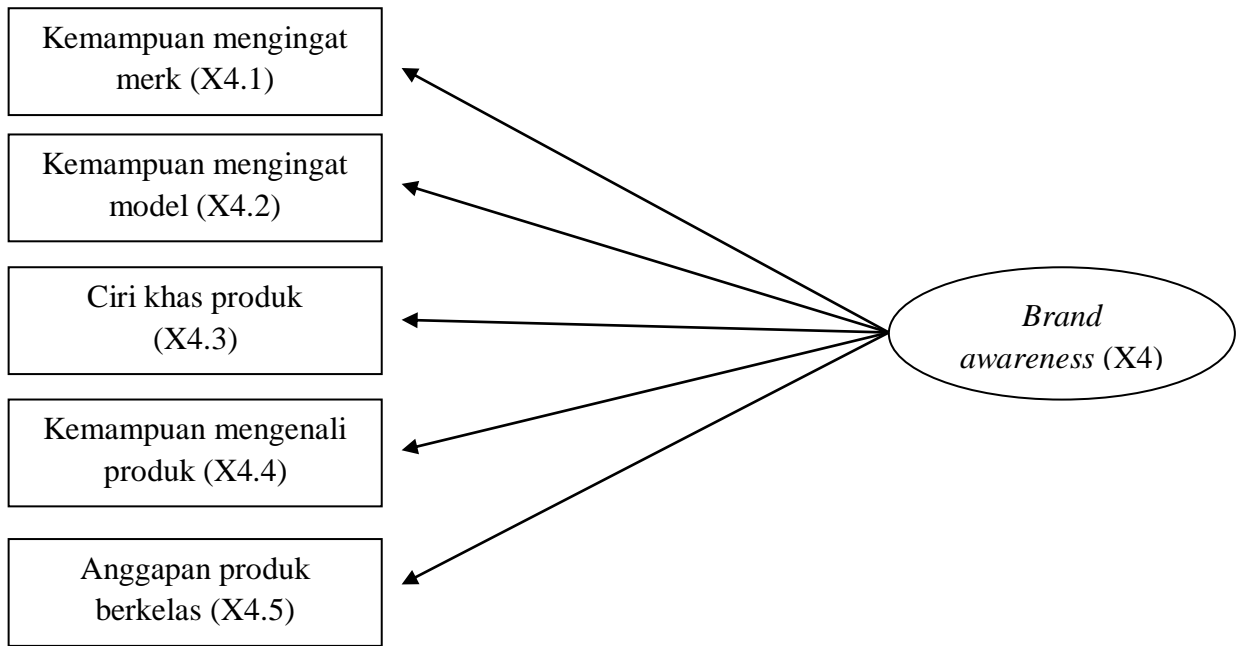 Kemampuan mengingat
merk (X4.1)
Kemampuan mengingat
model (X4.2)
Ciri khas produk
(X4.3)
Kemampuan mengenali
produk (X4.4)
Anggapan produk
berkelas (X4.5)
Brand
awareness (X4)